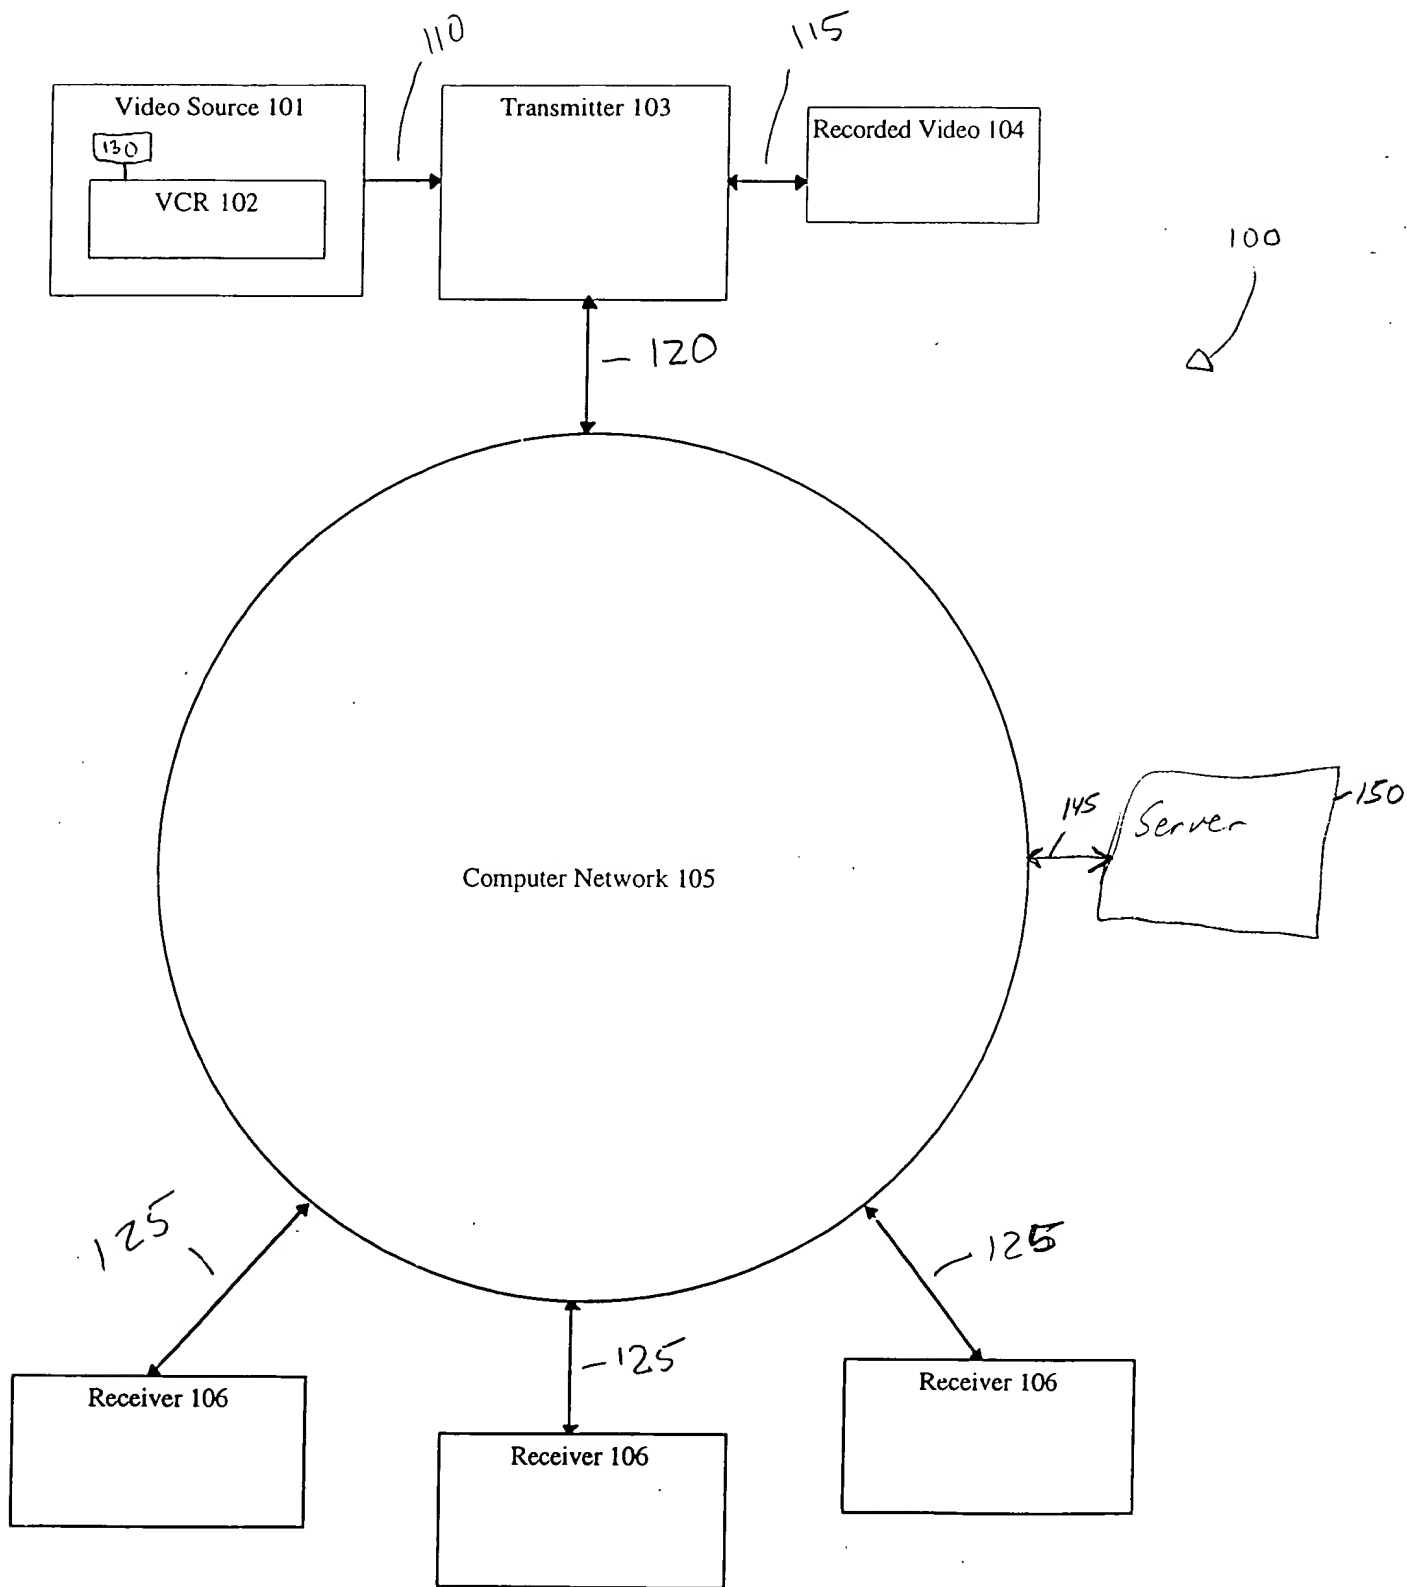 110
115
Video Source 101
Transmitter 103
Recorded Video 104
130
VCR 102
100
120
Computer Network 105
145
Server
150
125
125
125
Receiver 106
Receiver 106
Receiver 106